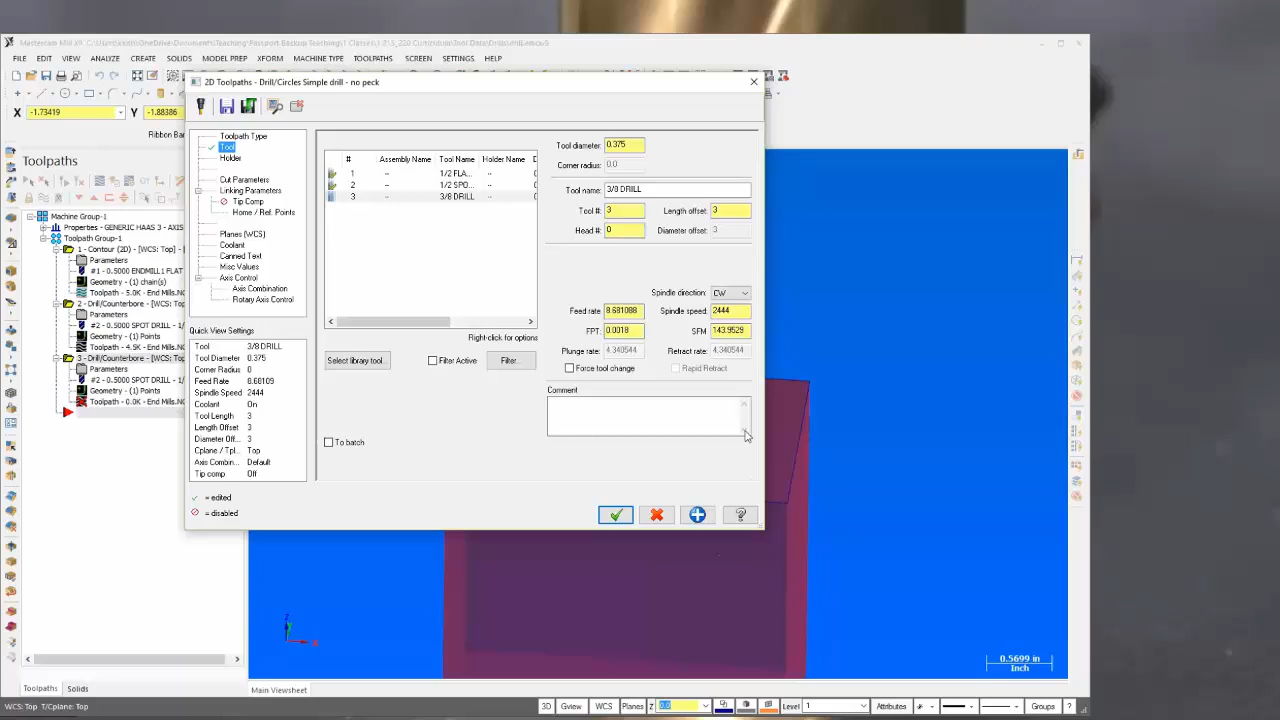 FILE EDIT VIEW ANALYZE CREATE SOLIDS MODEL PREP XFORM MACHINE TYPE TOOLPATHS SCREEN SETTINGS HELP
2D Toolpaths - Drill/Circles Simple drill - no peck
X -1.73419 Y -1.88386
Ribbon Bar
Toolpaths
Machine Group-1
Properties - GENERIC HAAS 3 - AXIS
Toolpath Group-1
1 - Contour (2D) - [WCS: Top]
Parameters
#1 - 0.5000 ENDMILL1 FLAT
Geometry - (1) chain(s)
Toolpath - 5.0K - End Mills.NC
2 - Drill/Counterbore - [WCS: Top
Parameters
#2 - 0.5000 SPOT DRILL - 1/
Geometry - (1) Points
Toolpath - 4.5K - End Mills.NC
3 - Drill/Counterbore - [WCS: Top
Parameters
#2 - 0.5000 SPOT DRILL - 1/
Geometry - (1) Points
Toolpath - 0.0K - End Mills.NC
Toolpath Type
Tool
Holder
Cut Parameters
Linking Parameters
Tip Comp
Home / Ref. Points
Planes (WCS)
Coolant
Canned Text
Misc Values
Axis Control
Axis Combination
Rotary Axis Control
Quick View Settings
Tool 3/8 DRILL
Tool Diameter 0.375
Corner Radius 0
Feed Rate 8.68109
Spindle Speed 2444
Coolant On
Tool Length 3
Length Offset 3
Diameter Off... 3
Cplane / Tpl... Top
Axis Combin... Default
Tip comp Off
= edited
= disabled
# Assembly Name Tool Name Holder Name
1 -- 1/2 FLA... --
2 -- 1/2 SPO... --
3 -- 3/8 DRILL --
Right-click for options
Select library tool... Filter Active Filter...
To batch
Tool diameter: 0.375
Corner radius: 0.0
Tool name: 3/8 DRILL
Tool #: 3 Length offset: 3
Head #: 0 Diameter offset: 3
Spindle direction: CW
Feed rate 8.681088 Spindle speed: 2444
FPT: 0.0018 SFM 143.9529
Plunge rate: 4.340544 Retract rate: 4.340544
Force tool change Rapid Retract
Comment
0.5699 in
Inch
Z
X
Toolpaths Solids
Main Viewsheet
WCS: Top T/Cplane: Top
3D Gview WCS Planes Z 0.0 Level 1 Attributes Groups ?